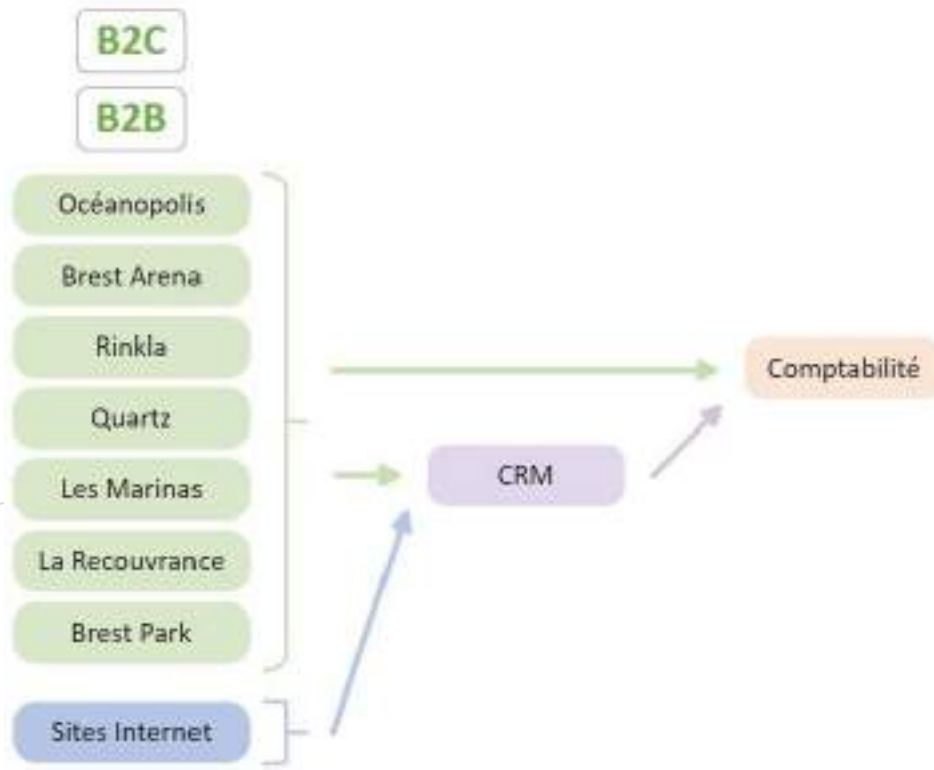 B2C
B2B
Océanopolis
Brest Arena
Rinkla
Quartz
Les Marinas
La Recouvrance
Brest Park
Sites Internet
CRM
Comptabilité